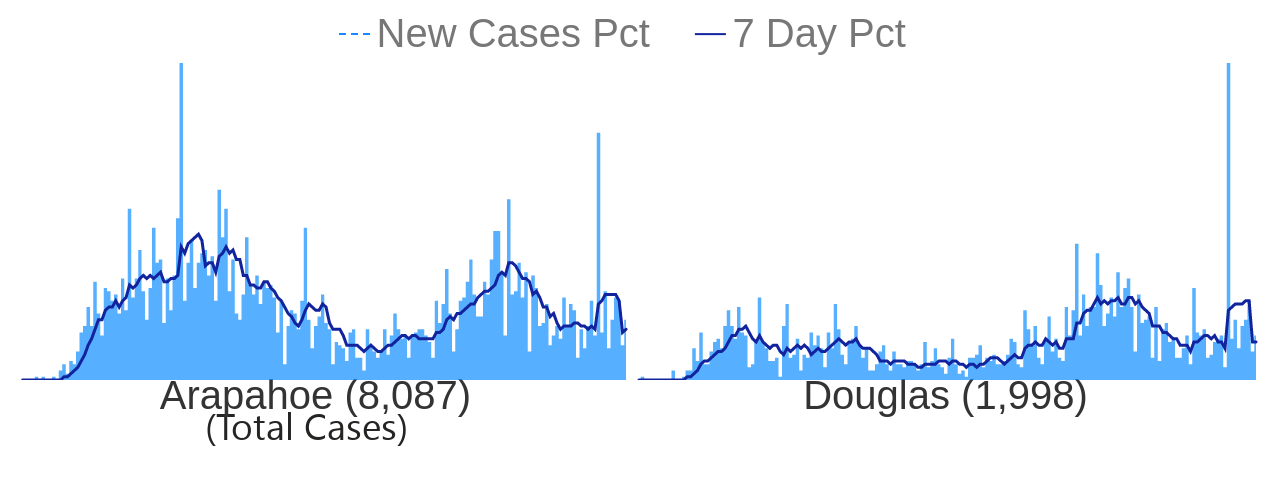 New Cases Pct 7 Day Pct
Arapahoe (8,087) Douglas (1,998)
(Total Cases)